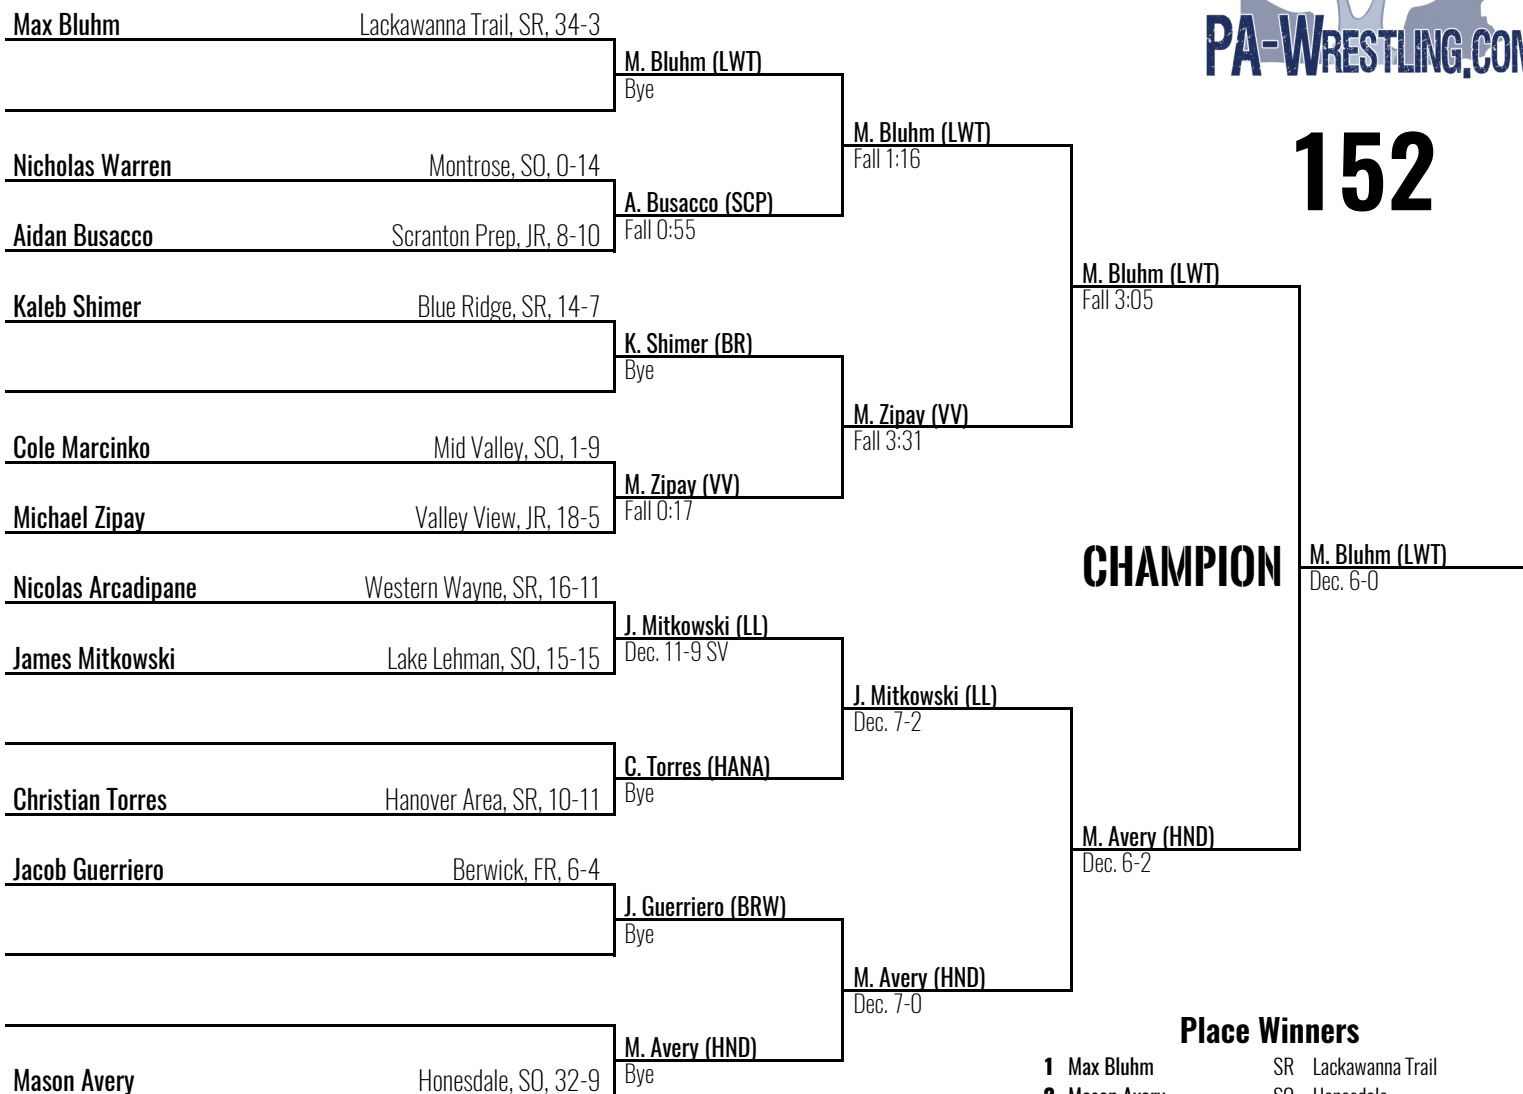 PA-WRESTLING.COM
152
Max Bluhm Lackawanna Trail, SR, 34-3
M. Bluhm (LWT)
Bye
M. Bluhm (LWT)
Fall 1:16
Nicholas Warren Montrose, SO, 0-14
A. Busacco (SCP)
Fall 0:55
Aidan Busacco Scranton Prep, JR, 8-10
M. Bluhm (LWT)
Fall 3:05
Kaleb Shimer Blue Ridge, SR, 14-7
K. Shimer (BR)
Bye
M. Zipay (VV)
Fall 3:31
Cole Marcinko Mid Valley, SO, 1-9
M. Zipay (VV)
Fall 0:17
Michael Zipay Valley View, JR, 18-5
CHAMPION
M. Bluhm (LWT)
Dec. 6-0
Nicolas Arcadipane Western Wayne, SR, 16-11
J. Mitkowski (LL)
Dec. 11-9 SV
James Mitkowski Lake Lehman, SO, 15-15
J. Mitkowski (LL)
Dec. 7-2
C. Torres (HANA)
Bye
Christian Torres Hanover Area, SR, 10-11
M. Avery (HND)
Dec. 6-2
Jacob Guerriero Berwick, FR, 6-4
J. Guerriero (BRW)
Bye
M. Avery (HND)
Dec. 7-0
M. Avery (HND)
Bye
Mason Avery Honesdale, SO, 32-9
Place Winners
1 Max Bluhm SR Lackawanna Trail
2 Mason Avery SO Honesdale